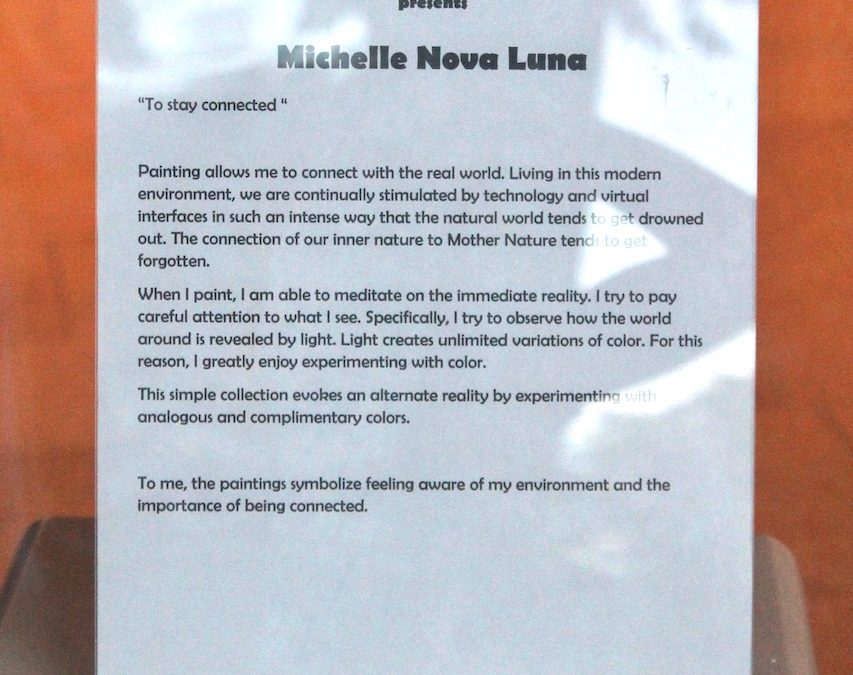 presents
Michelle Nova Luna
“To stay connected “
Painting allows me to connect with the real world. Living in this modern
environment, we are continually stimulated by technology and virtual
interfaces in such an intense way that the natural world tends to get drowned
out. The connection of our inner nature to Mother Nature tends to get
forgotten.
When I paint, I am able to meditate on the immediate reality. I try to pay
careful attention to what I see. Specifically, I try to observe how the world
around is revealed by light. Light creates unlimited variations of color. For this
reason, I greatly enjoy experimenting with color.
This simple collection evokes an alternate reality by experimenting with
analogous and complimentary colors.
To me, the paintings symbolize feeling aware of my environment and the
importance of being connected.